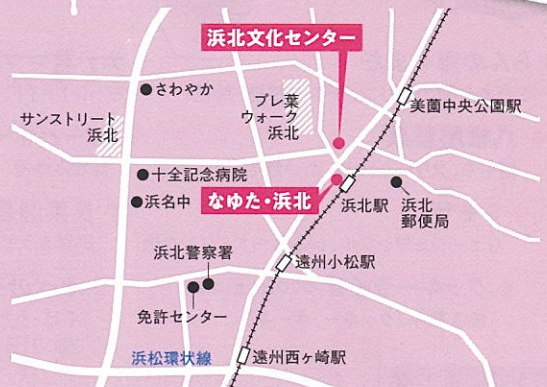 浜北文化センター
さわやか
プレ葉
ウォーク
浜北
美薗中央公園駅
サンストリート
浜北
十全記念病院
浜名中
なゆた・浜北
浜北駅
浜北
郵便局
浜北警察署
遠州小松駅
免許センター
浜松環状線
遠州西ヶ崎駅